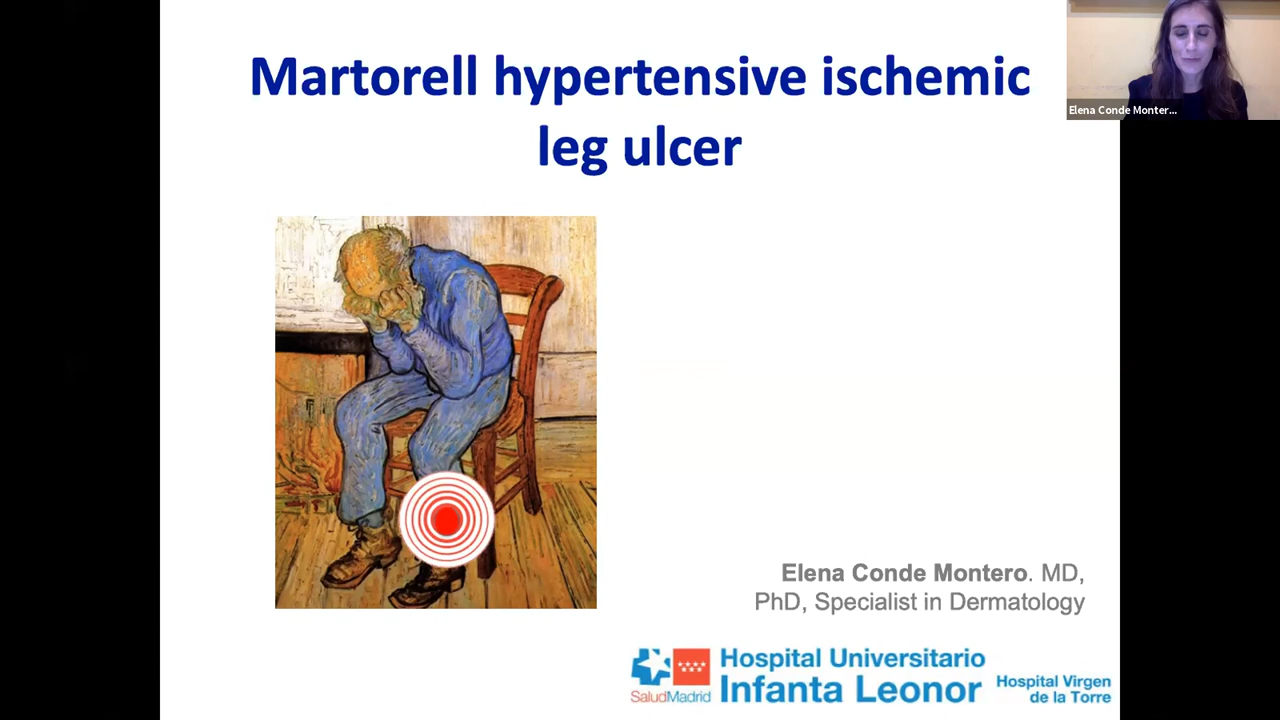 Martorell hypertensive ischemic
leg ulcer
Elena Conde Monter...
Elena Conde Montero. MD,
PhD, Specialist in Dermatology
SaludMadrid
Hospital Universitario
Infanta Leonor
Hospital Virgen
de la Torre